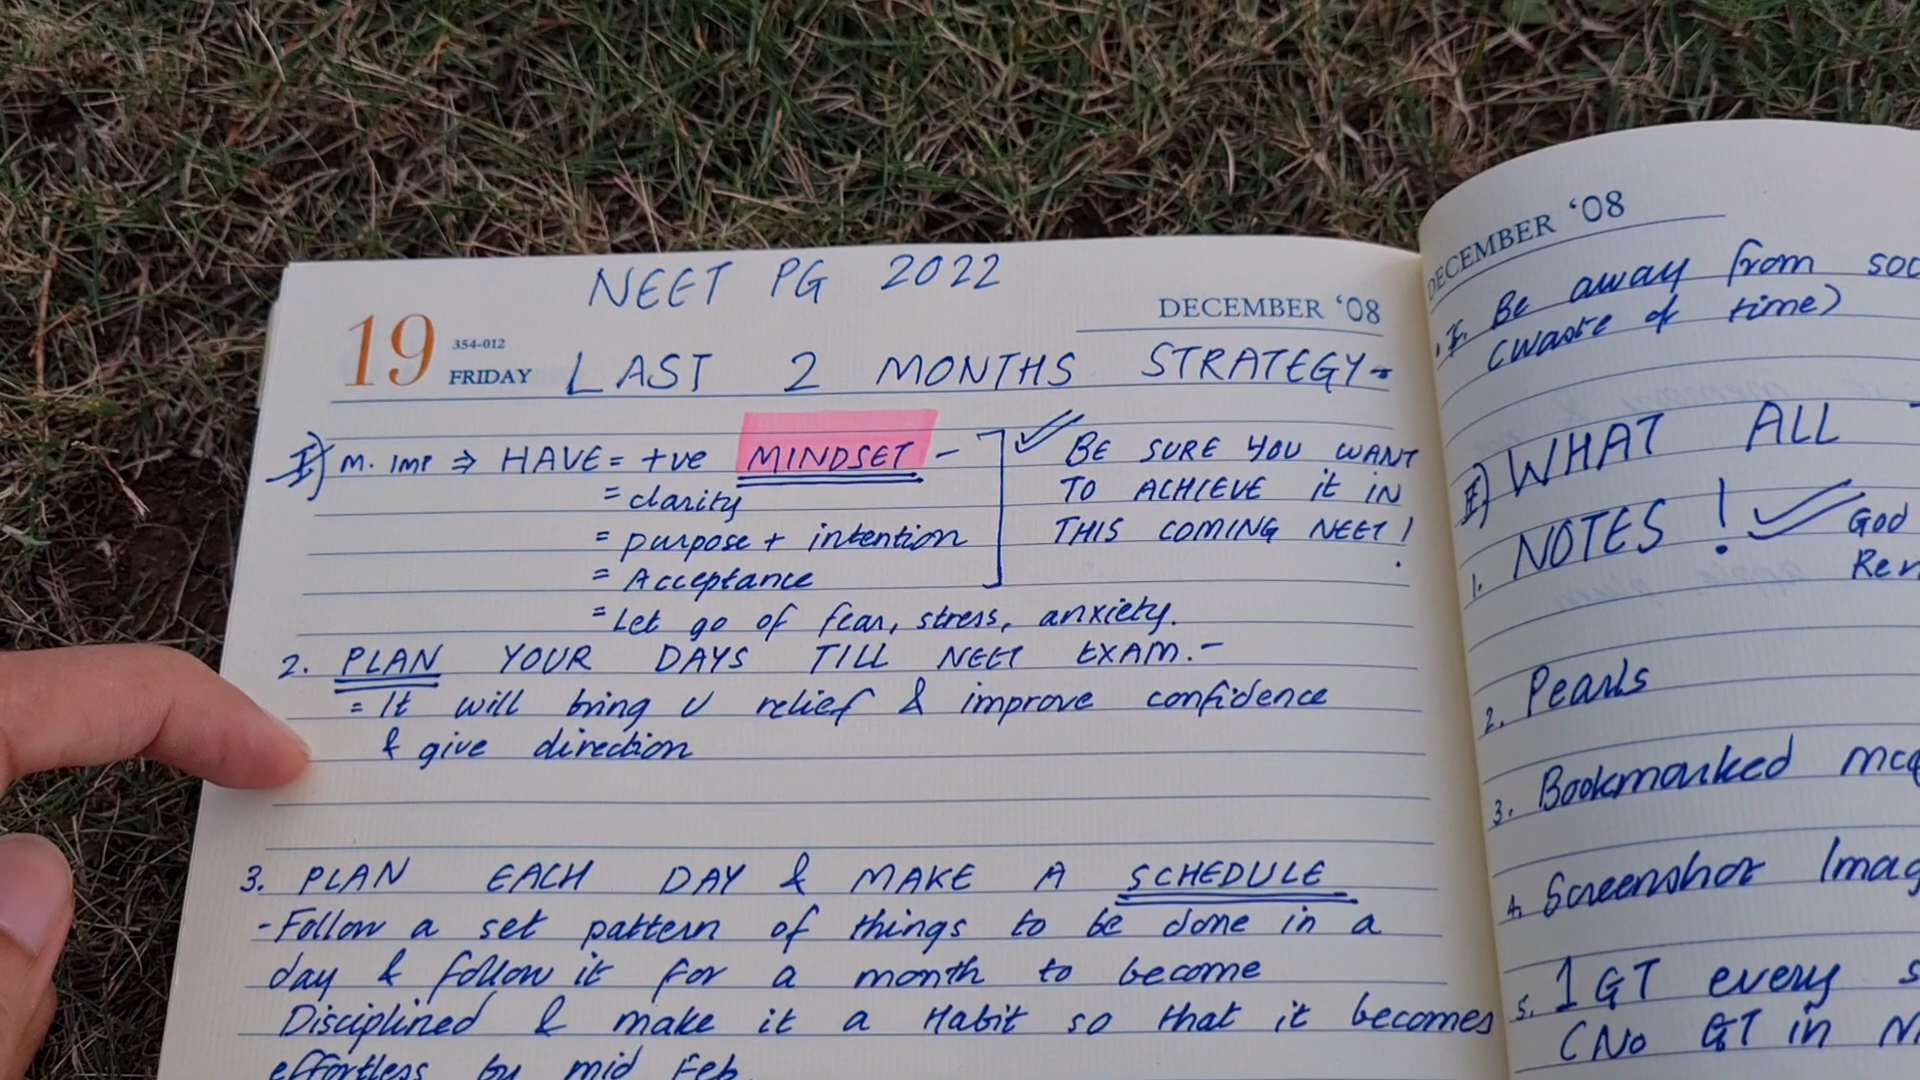 NEET PG 2022
19 354-012 FRIDAY DECEMBER '08
LAST 2 MONTHS STRATEGY-
I) M. IMP ⇒ HAVE = +ve MINDSET -
= clarity
= purpose + intention
= Acceptance
= Let go of fear, stress, anxiety.
✓ BE SURE YOU WANT
TO ACHIEVE it IN
THIS COMING NEET!
2. PLAN YOUR DAYS TILL NEET EXAM.-
= It will bring U relief & improve confidence
& give direction
3. PLAN EACH DAY & MAKE A SCHEDULE
- Follow a set pattern of things to be done in a
day & follow it for a month to become
Disciplined & make it a Habit so that it becomes
effortless by mid Feb.
DECEMBER '08
Be away from
(waste of time)
II) WHAT ALL
1. NOTES! ✓ God
2. Pearls
3. Bookmarked
4. Screenshot
5. 1 GT every
(No GT in